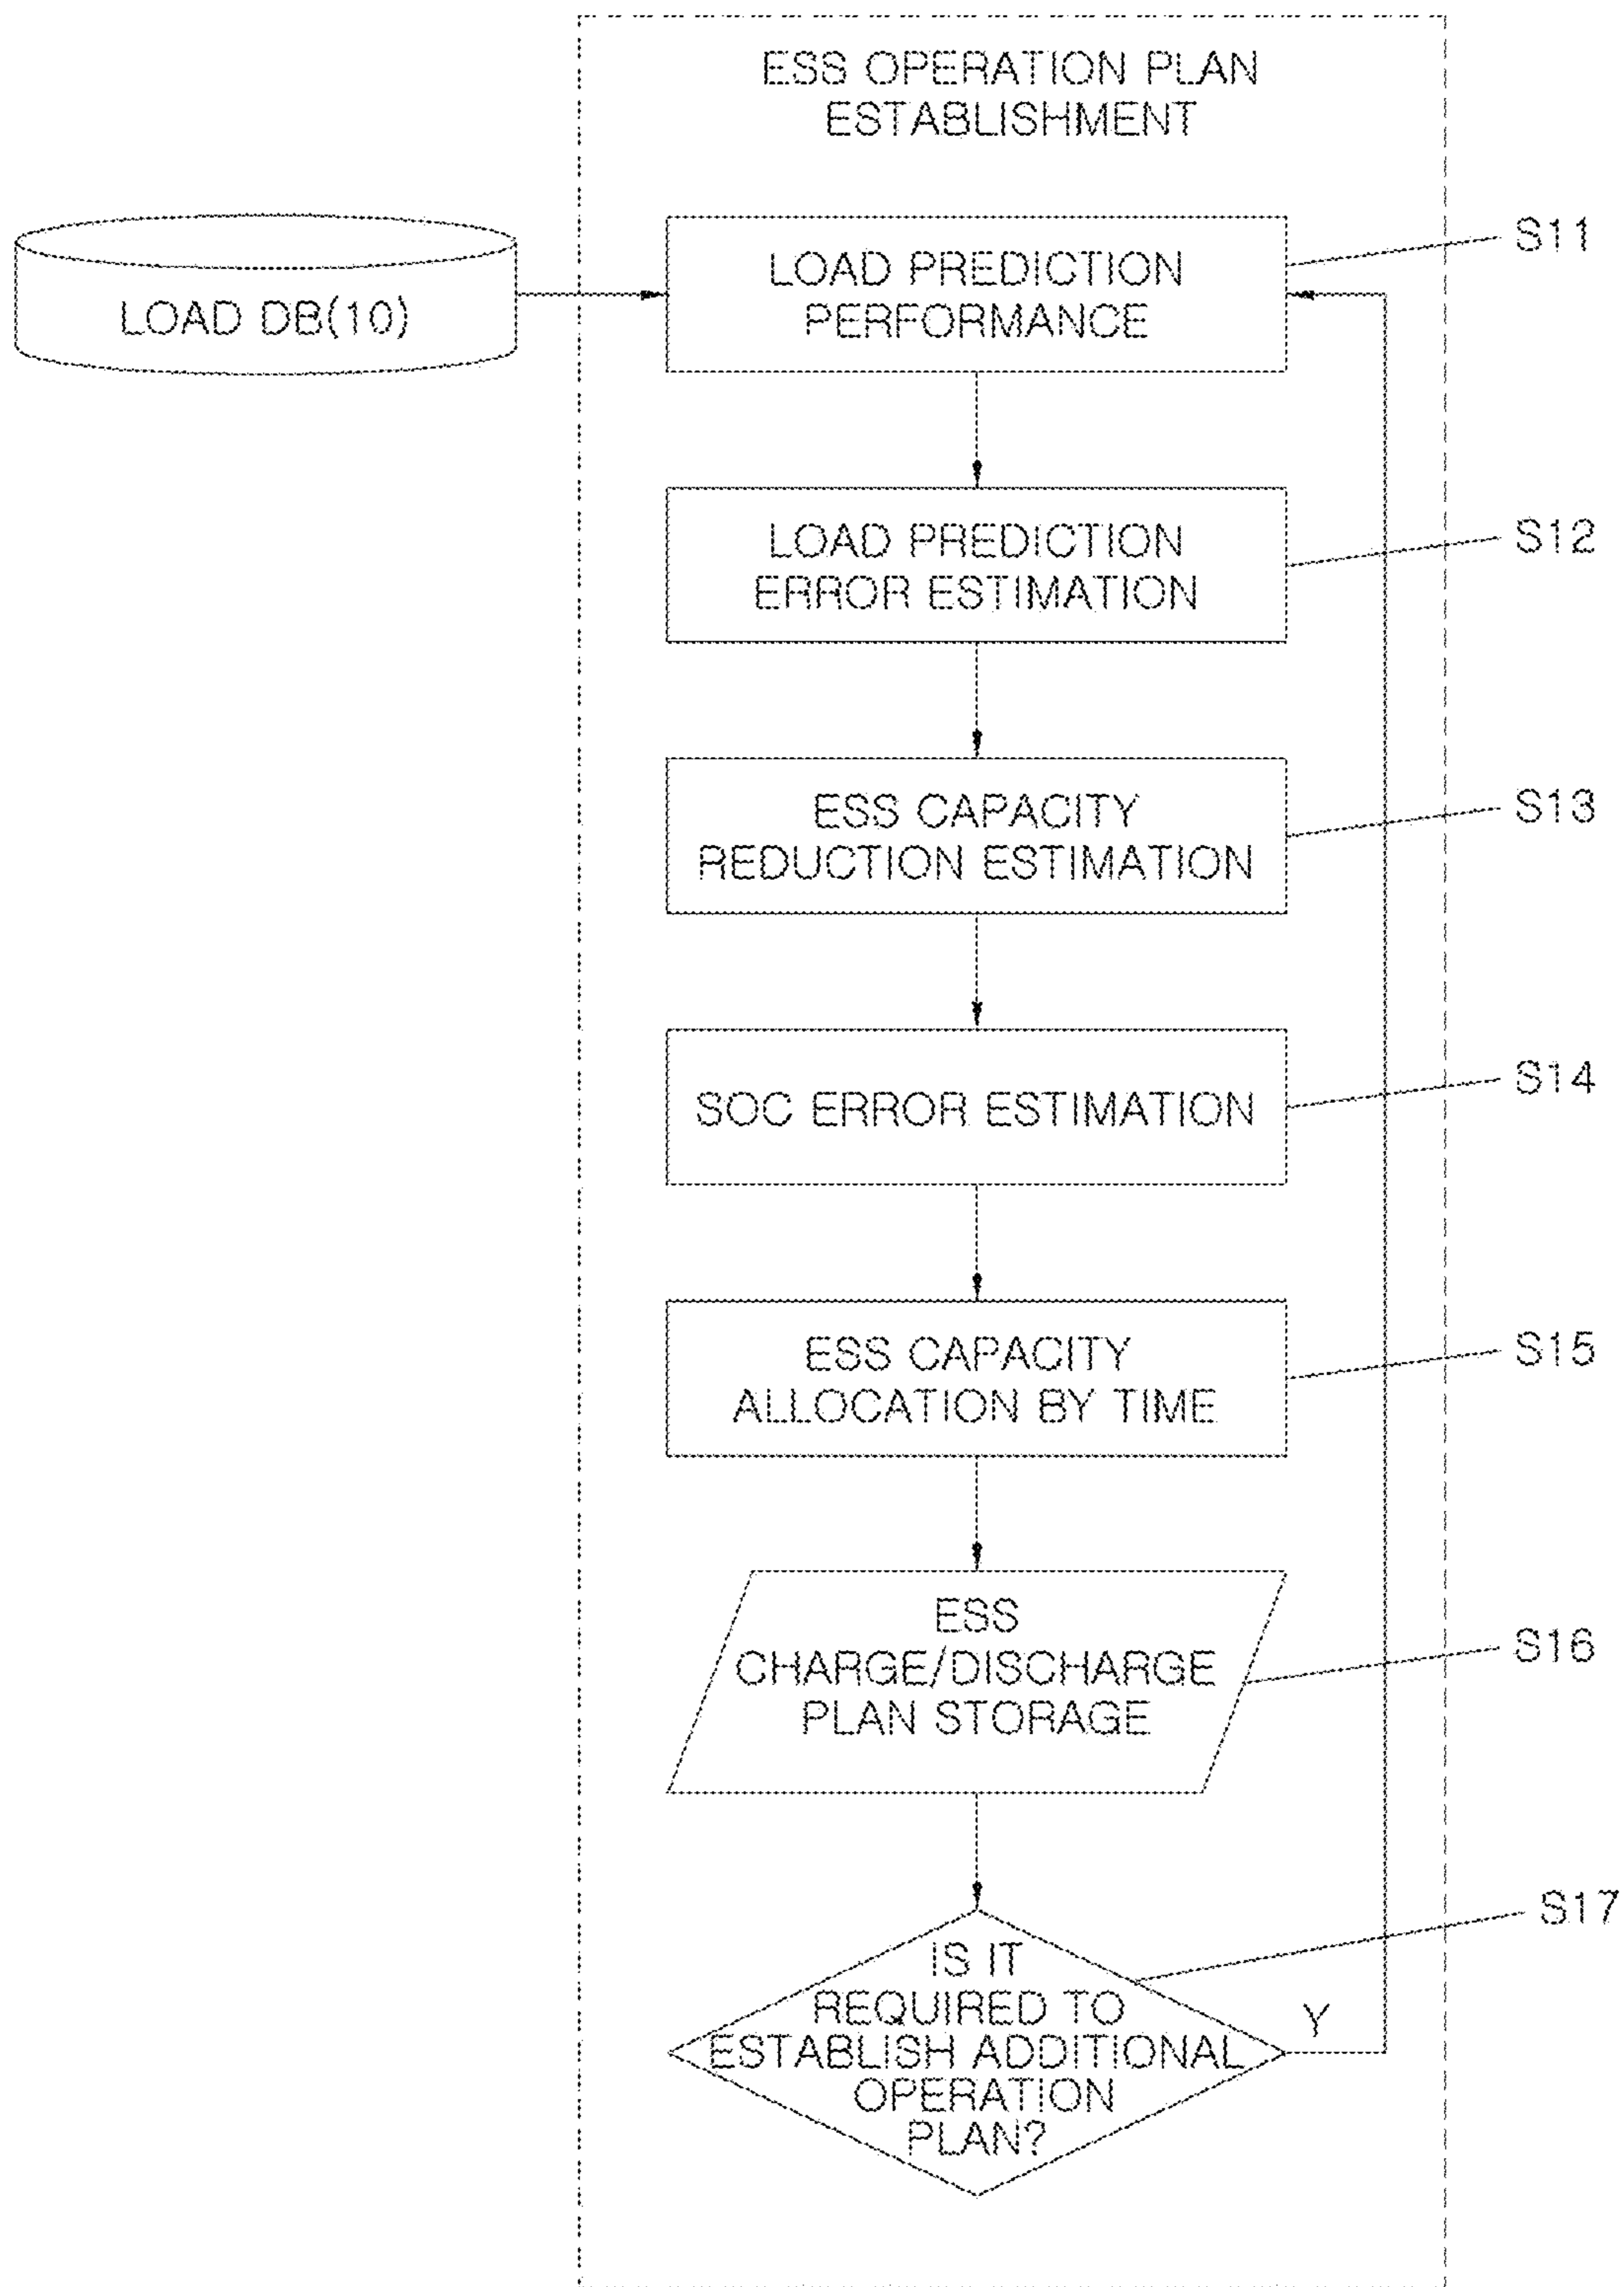 ESS OPERATION PLAN
ESTABLISHMENT
LOAD DB(10)
LOAD PREDICTION
PERFORMANCE
S11
LOAD PREDICTION
ERROR ESTIMATION
S12
ESS CAPACITY
REDUCTION ESTIMATION
S13
SOC ERROR ESTIMATION
S14
ESS CAPACITY
ALLOCATION BY TIME
S15
ESS
CHARGE/DISCHARGE
PLAN STORAGE
S16
IS IT
REQUIRED TO
ESTABLISH ADDITIONAL
OPERATION
PLAN?
S17
Y